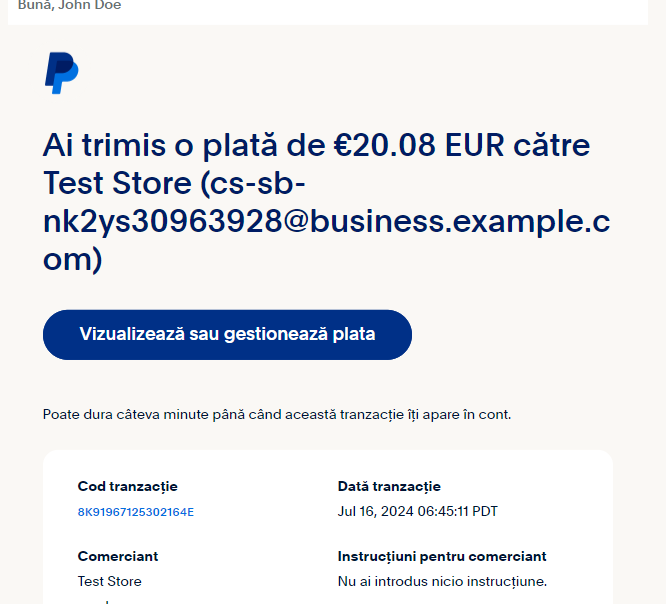 Bună, John Doe
Ai trimis o plată de €20.08 EUR către
Test Store (cs-sb-
nk2ys30963928@business.example.c
om)
Vizualizează sau gestionează plata
Poate dura câteva minute până când această tranzacție îți apare în cont.
Cod tranzacție
8K91967125302164E
Dată tranzacție
Jul 16, 2024 06:45:11 PDT
Comerciant
Test Store
Instrucțiuni pentru comerciant
Nu ai introdus nicio instrucțiune.